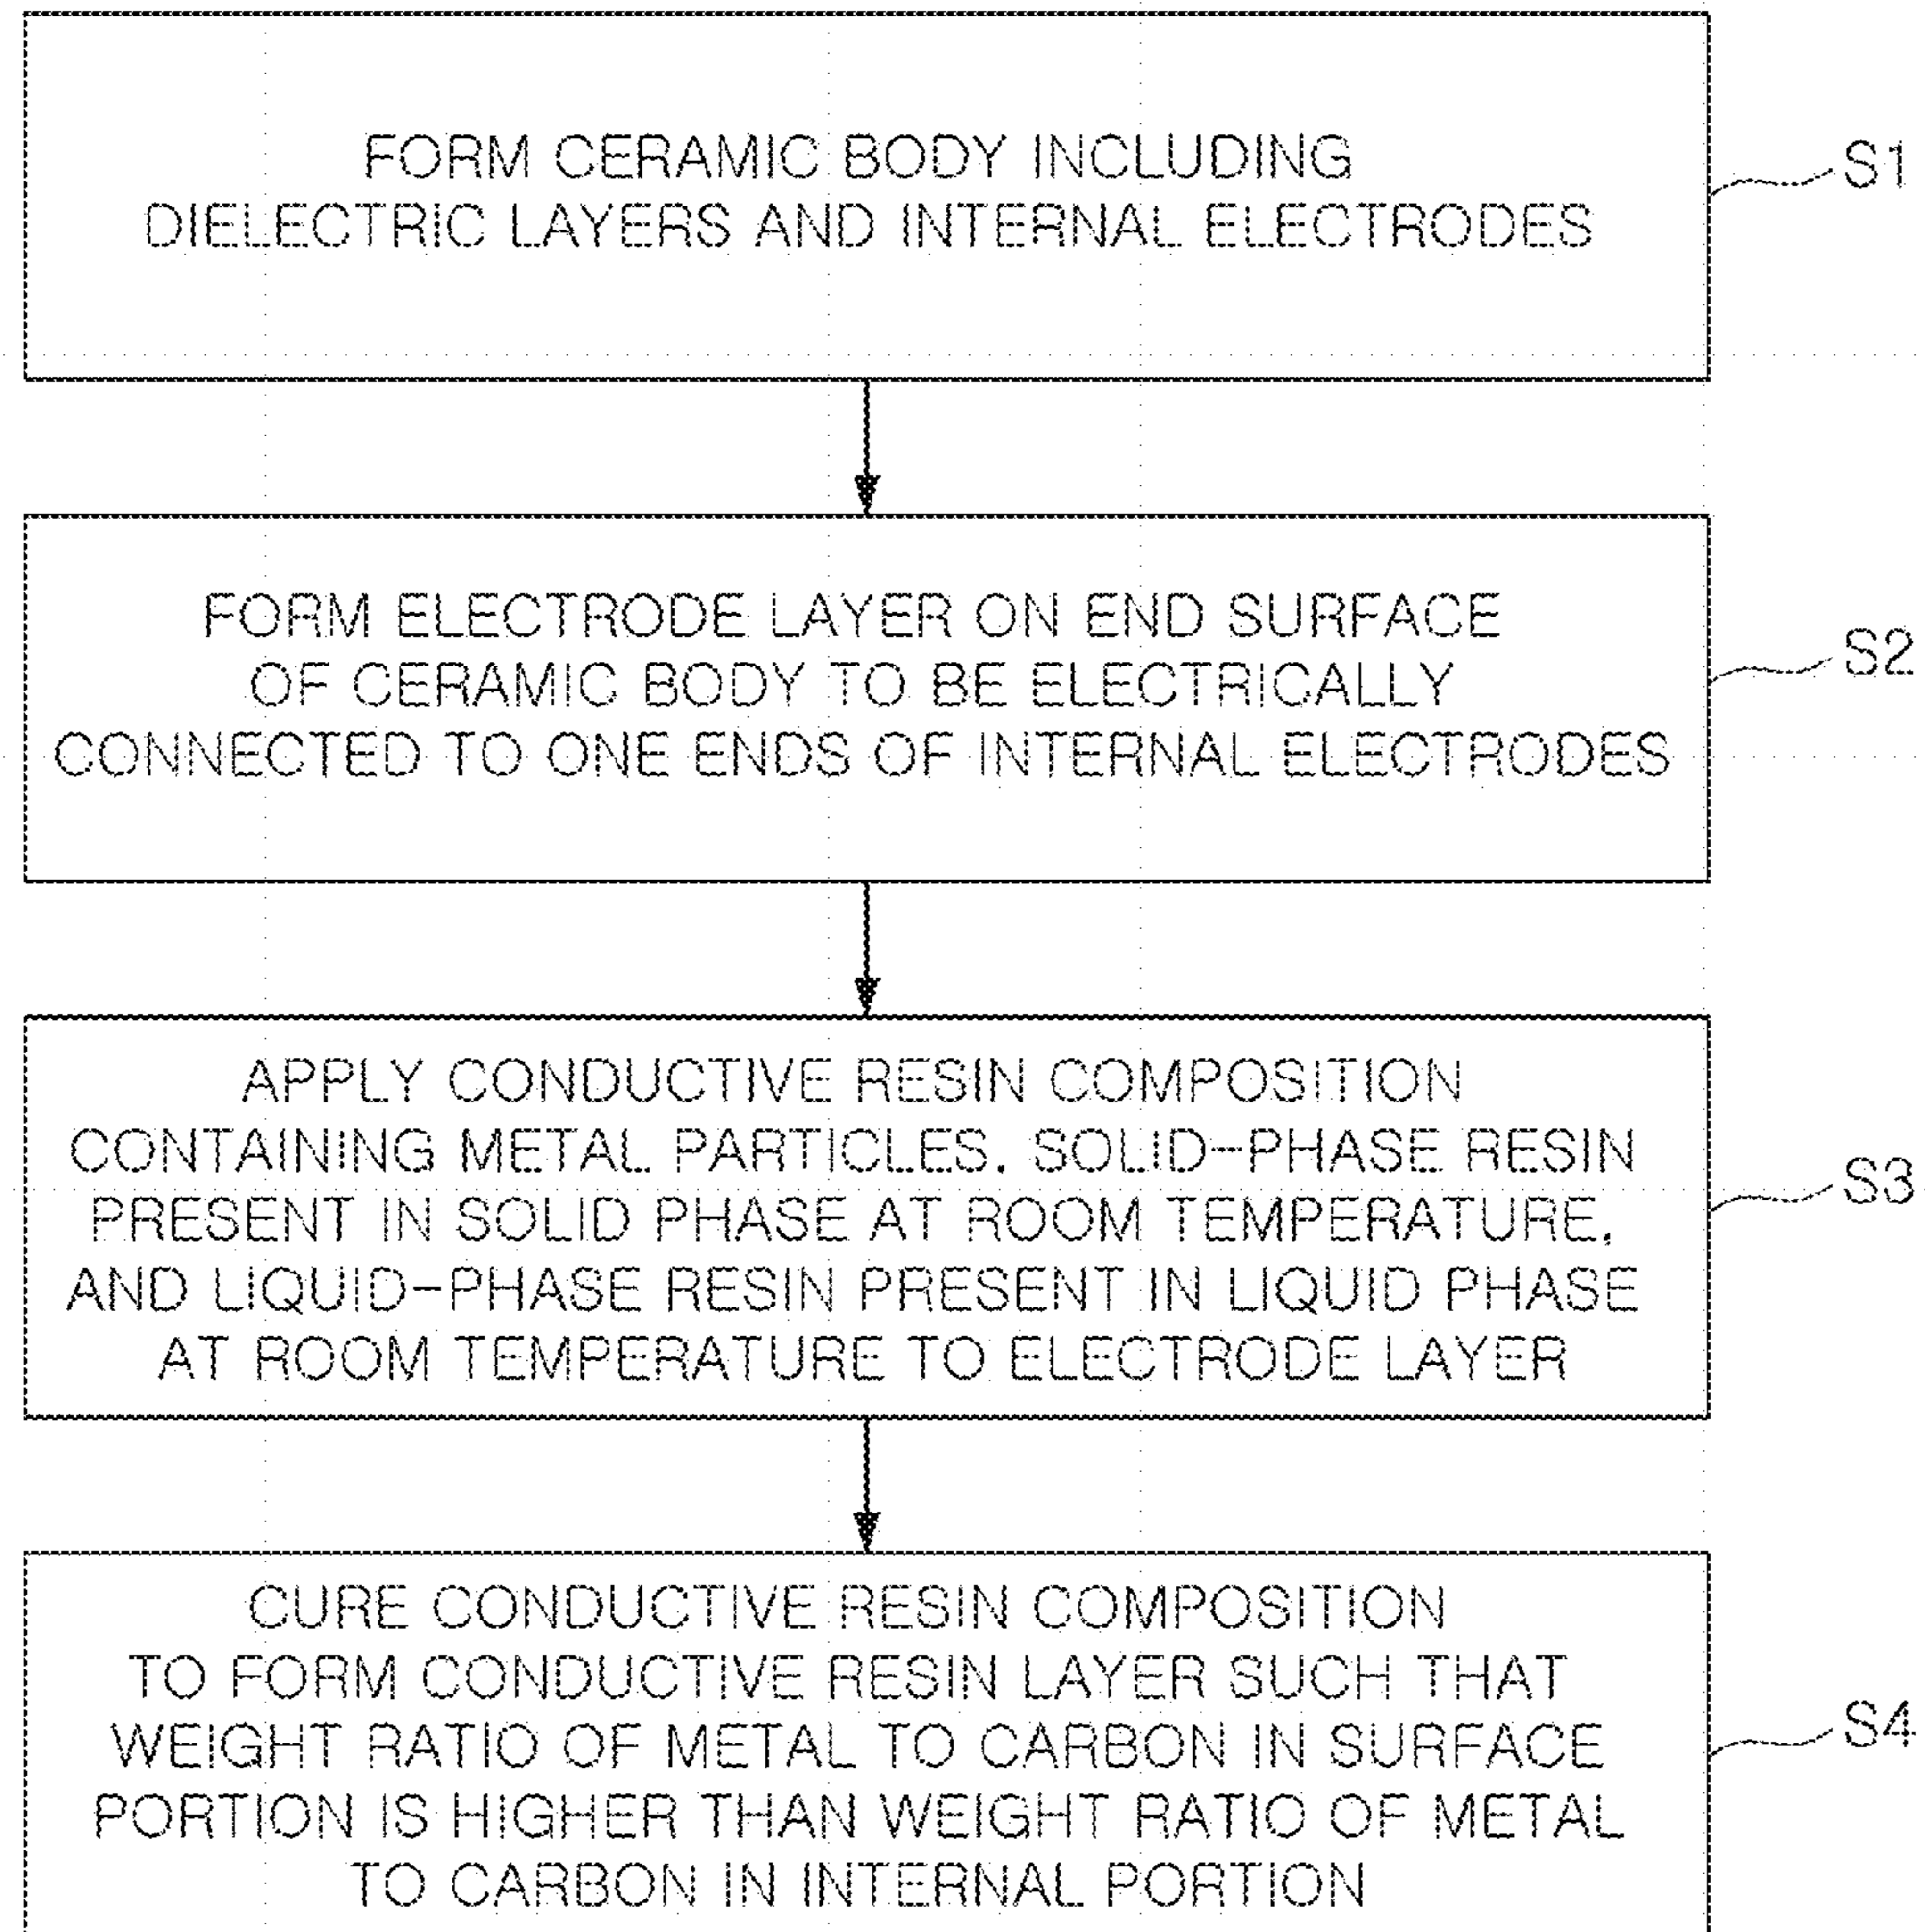 FORM CERAMIC BODY INCLUDING
DIELECTRIC LAYERS AND INTERNAL ELECTRODES
S1
FORM ELECTRODE LAYER ON END SURFACE
OF CERAMIC BODY TO BE ELECTRICALLY
CONNECTED TO ONE ENDS OF INTERNAL ELECTRODES
S2
APPLY CONDUCTIVE RESIN COMPOSITION
CONTAINING METAL PARTICLES, SOLID-PHASE RESIN
PRESENT IN SOLID PHASE AT ROOM TEMPERATURE,
AND LIQUID-PHASE RESIN PRESENT IN LIQUID PHASE
AT ROOM TEMPERATURE TO ELECTRODE LAYER
S3
CURE CONDUCTIVE RESIN COMPOSITION
TO FORM CONDUCTIVE RESIN LAYER SUCH THAT
WEIGHT RATIO OF METAL TO CARBON IN SURFACE
PORTION IS HIGHER THAN WEIGHT RATIO OF METAL
TO CARBON IN INTERNAL PORTION
S4